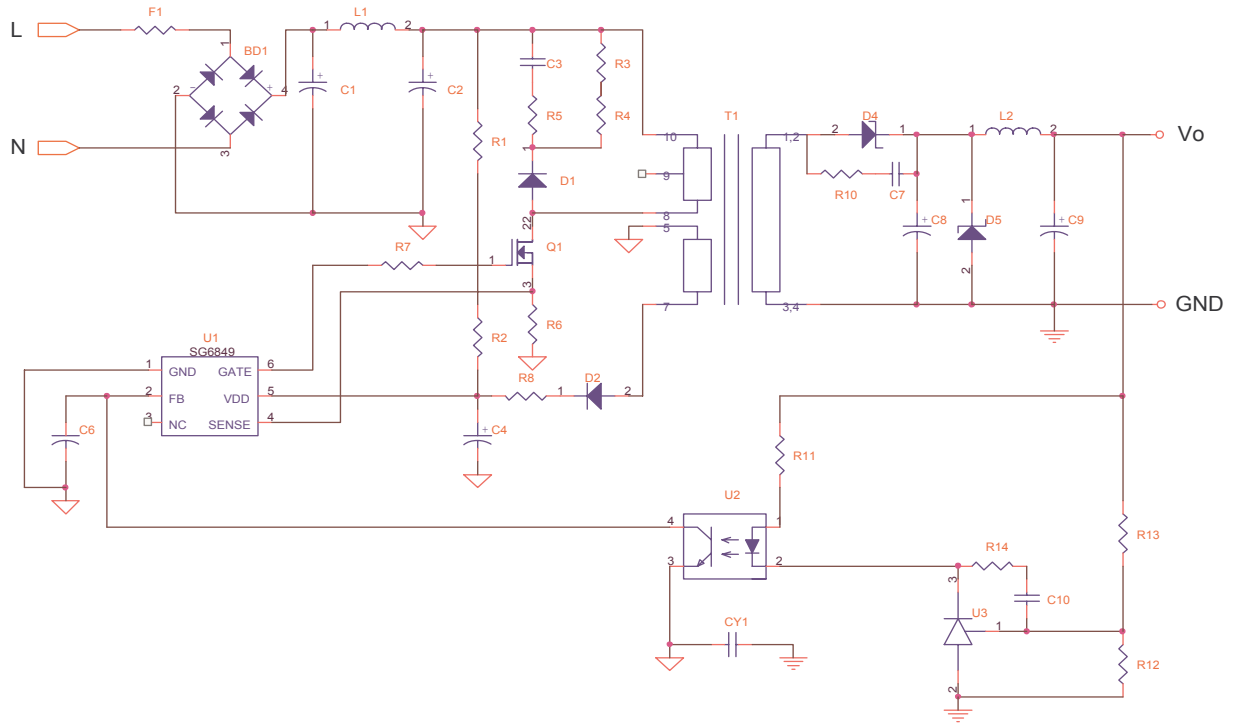 F1
L
BD1
1
2
4
3
-
+
N
1
L1
2
+
C1
+
C2
C3
R3
R5
R4
R1
1
D1
22
R7
1
Q1
3
R6
R2
U1
SG6849
1
GND
GATE
6
2
FB
VDD
5
3
NC
SENSE
4
C6
R8
1
D2
2
+
C4
T1
10
9
8
5
7
1,2
3,4
2
D4
1
R10
C7
+
C8
1
D5
2
1
L2
2
+
C9
Vo
GND
R11
U2
4
1
3
2
CY1
R14
C10
R13
3
U3
1
2
R12